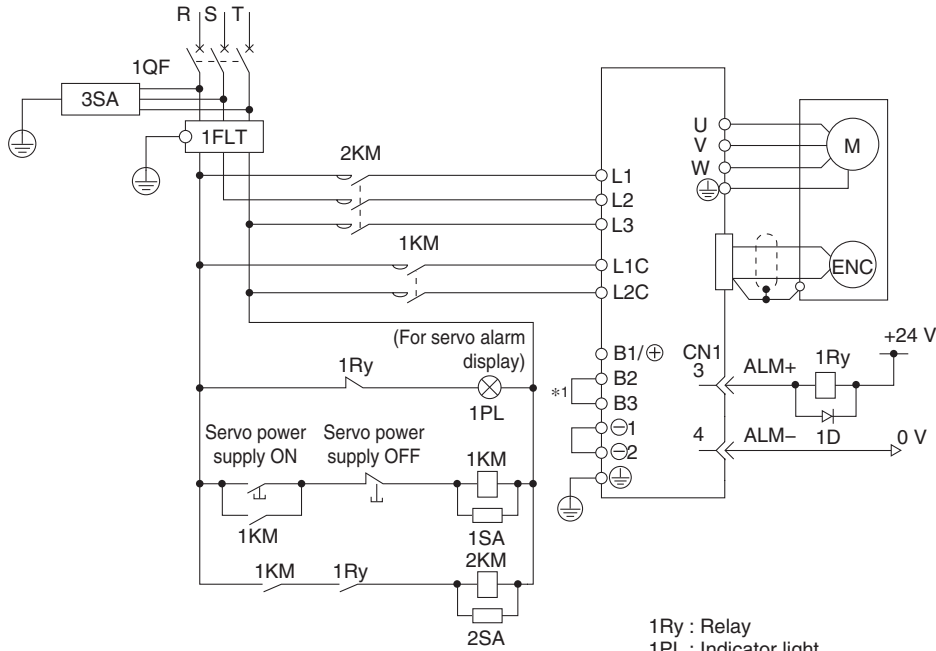 R S T
1QF
3SA
1FLT
2KM
L1
L2
L3
1KM
L1C
L2C
U
V
W
M
ENC
(For servo alarm
display)
1Ry
1PL
B1/⊕
B2
*1
B3
⊖1
⊖2
CN1
3
ALM+
1Ry
+24 V
1D
4
ALM–
0 V
Servo power
supply ON
Servo power
supply OFF
1KM
1KM
1SA
1KM
1Ry
2KM
2SA
1Ry : Relay
1PL : Indicator light